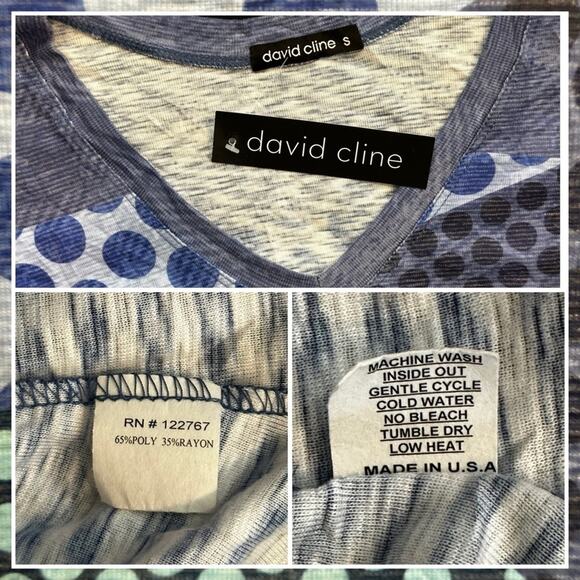 david cline s
david cline
RN # 122767
65%POLY 35%RAYON
MACHINE WASH
INSIDE OUT
GENTLE CYCLE
COLD WATER
NO BLEACH
TUMBLE DRY
LOW HEAT
MADE IN U.S.A